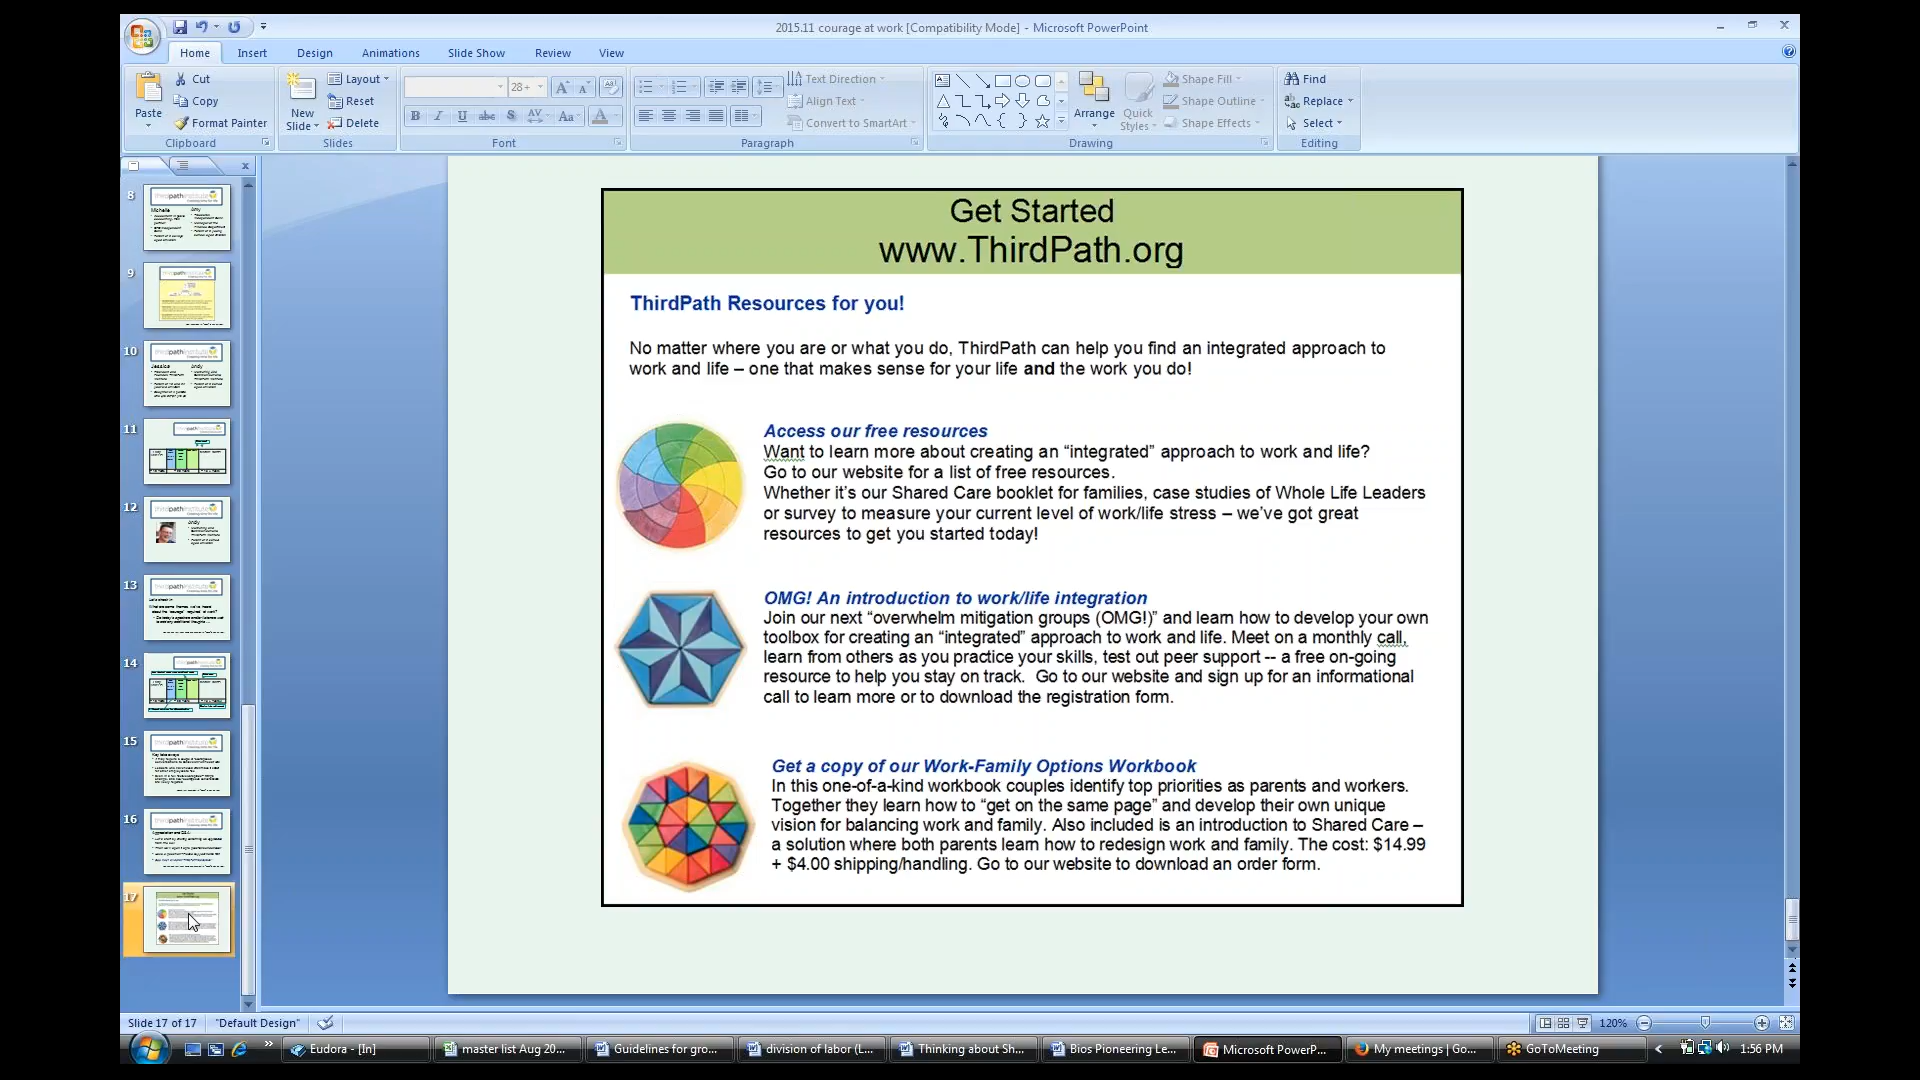 2015.11 courage at work [Compatibility Mode] - Microsoft PowerPoint
Home Insert Design Animations Slide Show Review View
Cut
Copy
Format Painter
Paste
Clipboard
New
Slide
Layout
Reset
Delete
Slides
28+
B I U abc S AV Aa A
Font
Text Direction
Align Text
Convert to SmartArt
Paragraph
Arrange
Quick
Styles
Shape Fill
Shape Outline
Shape Effects
Drawing
Find
Replace
Select
Editing
8
9
10
11
12
13
14
15
16
17
Get Started
www.ThirdPath.org
ThirdPath Resources for you!
No matter where you are or what you do, ThirdPath can help you find an integrated approach to
work and life – one that makes sense for your life and the work you do!
Access our free resources
Want to learn more about creating an “integrated” approach to work and life?
Go to our website for a list of free resources.
Whether it’s our Shared Care booklet for families, case studies of Whole Life Leaders
or survey to measure your current level of work/life stress – we’ve got great
resources to get you started today!
OMG! An introduction to work/life integration
Join our next “overwhelm mitigation groups (OMG!)” and learn how to develop your own
toolbox for creating an “integrated” approach to work and life. Meet on a monthly call,
learn from others as you practice your skills, test out peer support -- a free on-going
resource to help you stay on track. Go to our website and sign up for an informational
call to learn more or to download the registration form.
Get a copy of our Work-Family Options Workbook
In this one-of-a-kind workbook couples identify top priorities as parents and workers.
Together they learn how to “get on the same page” and develop their own unique
vision for balancing work and family. Also included is an introduction to Shared Care –
a solution where both parents learn how to redesign work and family. The cost: $14.99
+ $4.00 shipping/handling. Go to our website to download an order form.
Slide 17 of 17 "Default Design" 120%
Eudora - [In] master list Aug 20... Guidelines for gro... division of labor (L... Thinking about Sh... Bios Pioneering Le... Microsoft PowerP... My meetings | Go... GoToMeeting 1:56 PM